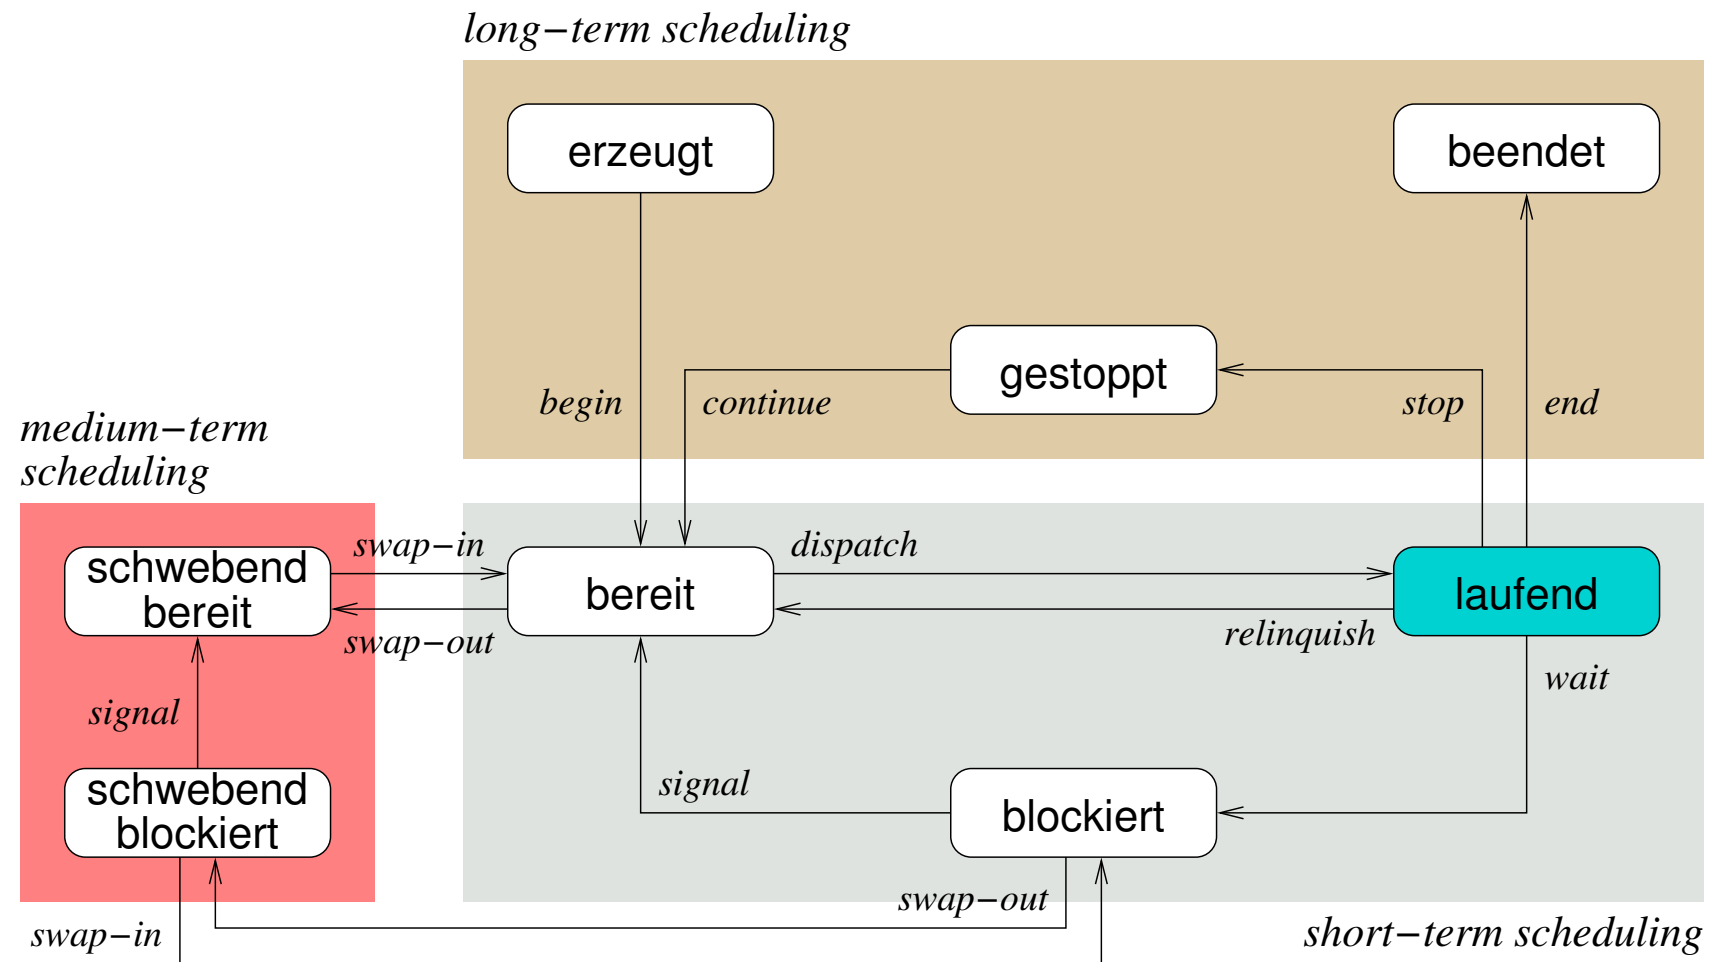 long−term scheduling
erzeugt
beendet
gestoppt
begin
continue
stop
end
medium−term
scheduling
swap−in
dispatch
schwebend
bereit
bereit
laufend
swap−out
relinquish
wait
signal
schwebend
blockiert
signal
blockiert
swap−out
swap−in
short−term scheduling